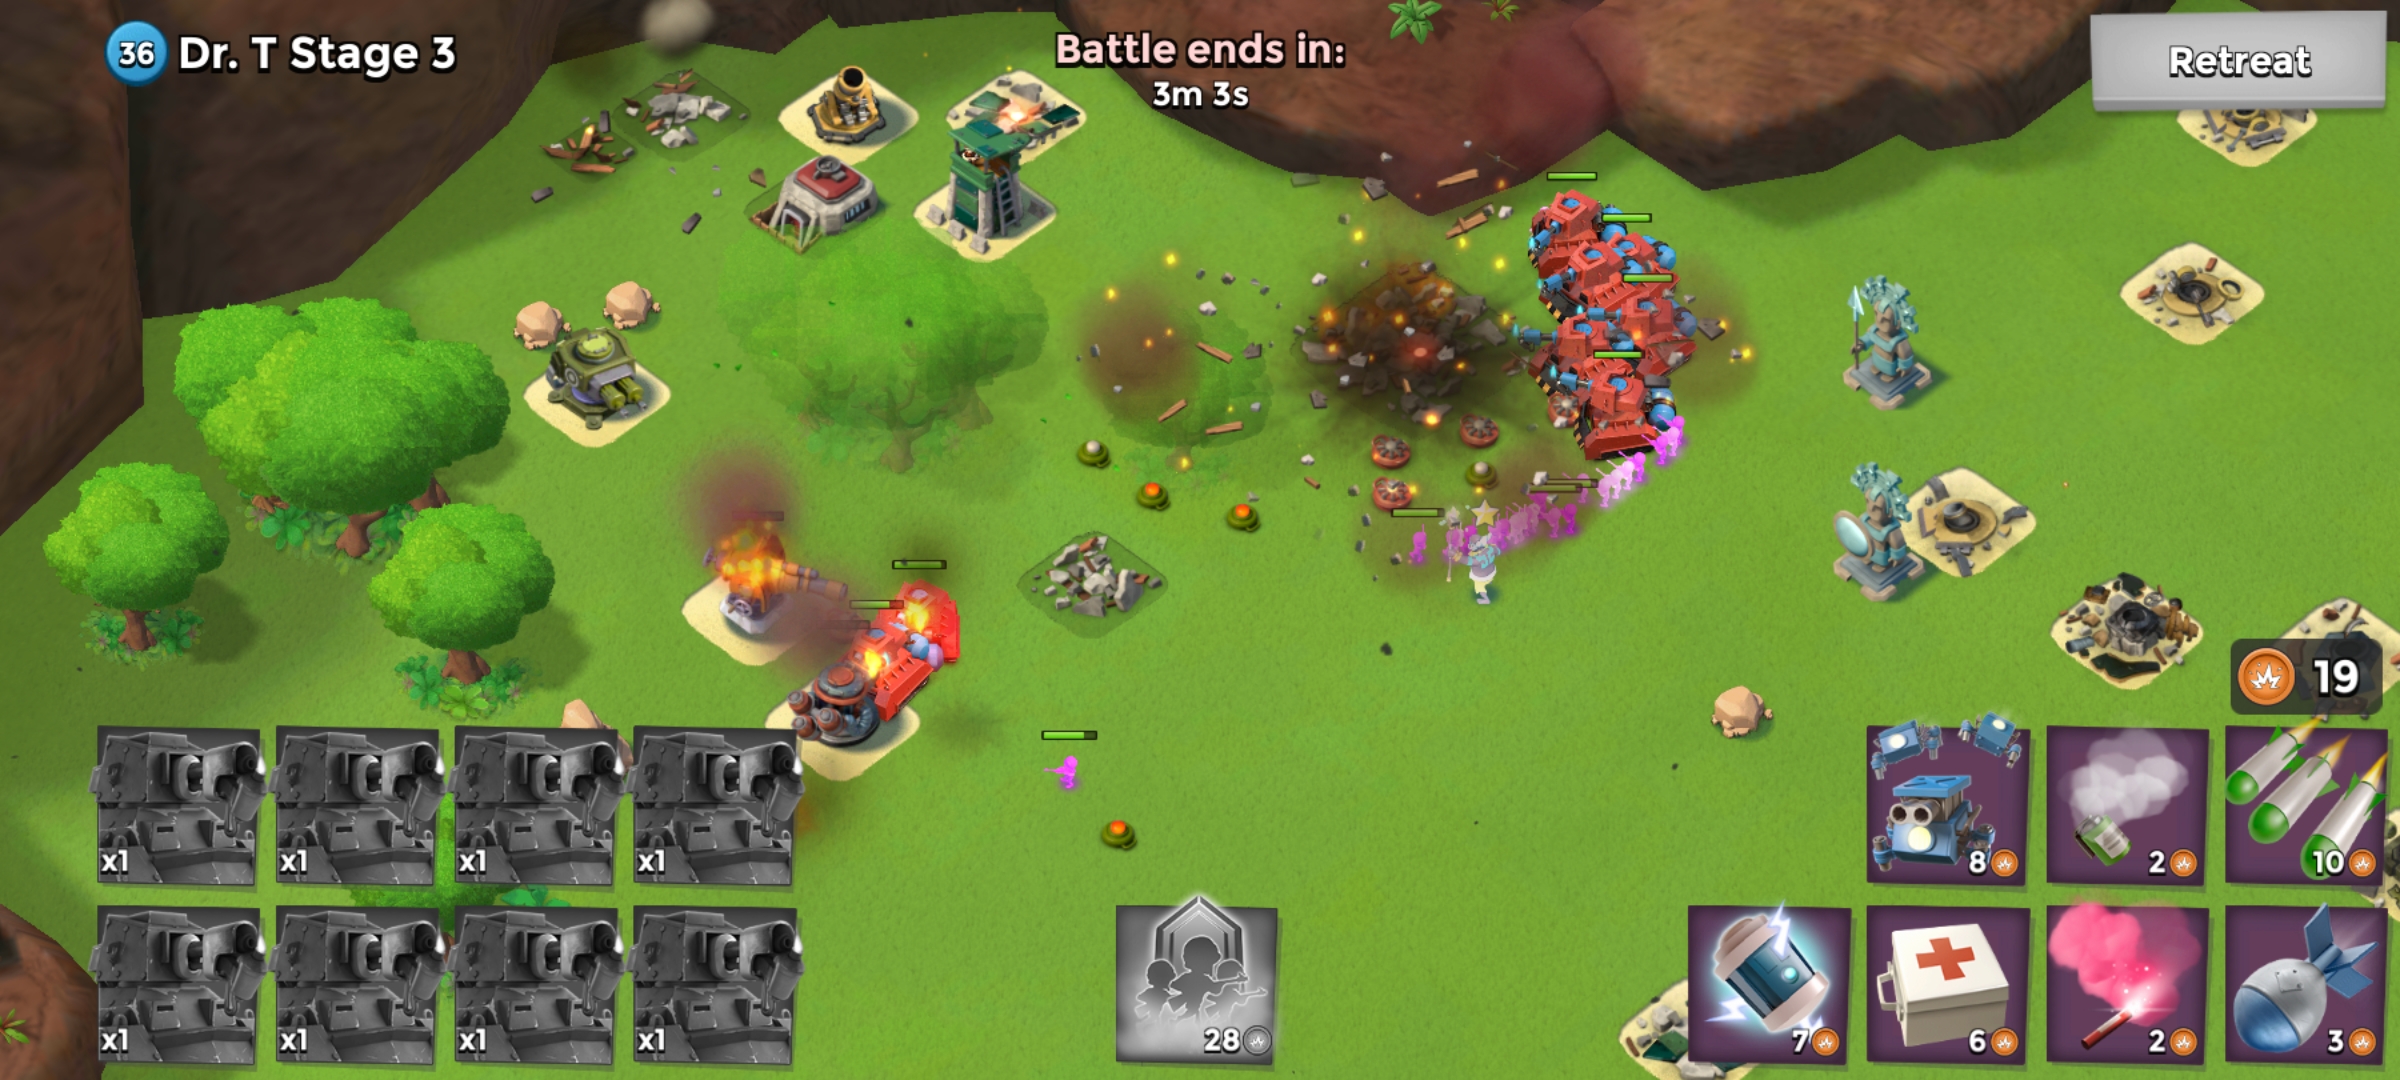 36 Dr. T Stage 3
Battle ends in:
3m 3s
Retreat
19
x1 x1 x1 x1
8 2 10
x1 x1 x1 x1
28
7 6 2 3